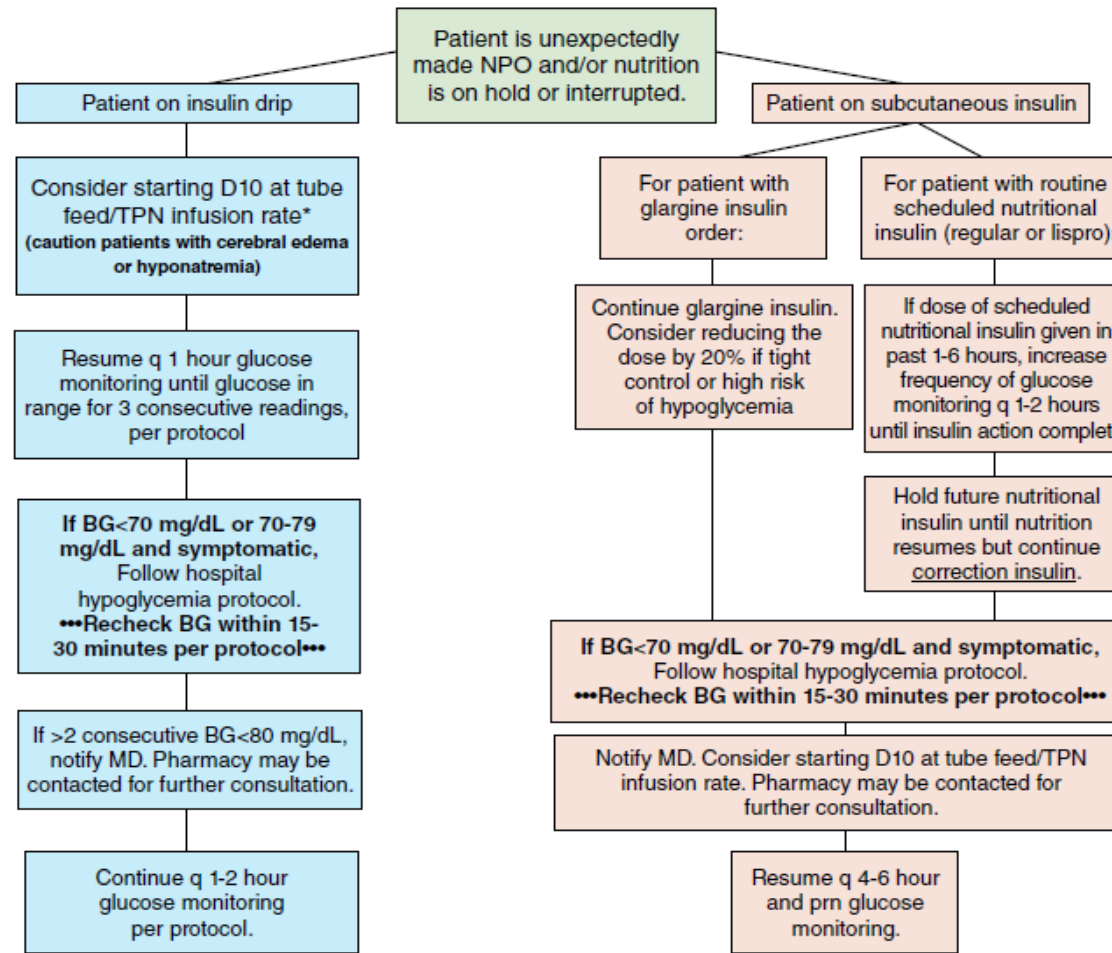 Patient is unexpectedly
made NPO and/or nutrition
is on hold or interrupted.
Patient on insulin drip
Consider starting D10 at tube
feed/TPN infusion rate*
(caution patients with cerebral edema
or hyponatremia)
Resume q 1 hour glucose
monitoring until glucose in
range for 3 consecutive readings,
per protocol
If BG<70 mg/dL or 70-79
mg/dL and symptomatic,
Follow hospital
hypoglycemia protocol.
•••Recheck BG within 15-
30 minutes per protocol•••
If >2 consecutive BG<80 mg/dL,
notify MD. Pharmacy may be
contacted for further consultation.
Continue q 1-2 hour
glucose monitoring
per protocol.
Patient on subcutaneous insulin
For patient with
glargine insulin
order:
Continue glargine insulin.
Consider reducing the
dose by 20% if tight
control or high risk
of hypoglycemia
For patient with routine
scheduled nutritional
insulin (regular or lispro)
If dose of scheduled
nutritional insulin given in
past 1-6 hours, increase
frequency of glucose
monitoring q 1-2 hours
until insulin action complet
Hold future nutritional
insulin until nutrition
resumes but continue
correction insulin.
If BG<70 mg/dL or 70-79 mg/dL and symptomatic,
Follow hospital hypoglycemia protocol.
•••Recheck BG within 15-30 minutes per protocol•••
Notify MD. Consider starting D10 at tube feed/TPN
infusion rate. Pharmacy may be contacted for
further consultation.
Resume q 4-6 hour
and prn glucose
monitoring.